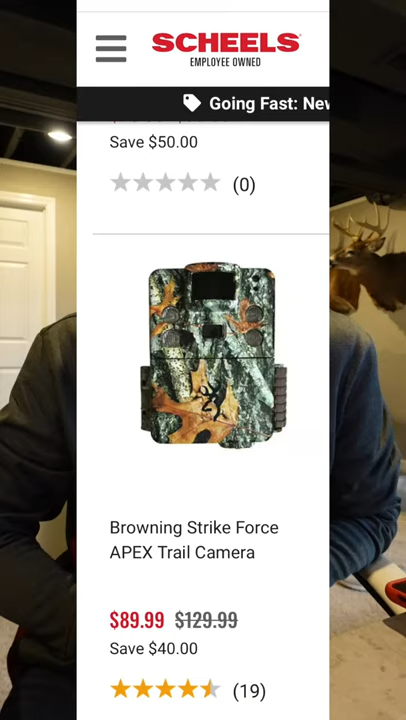 SCHEELS
EMPLOYEE OWNED
Going Fast: Nev
Save $50.00
(0)
Browning Strike Force
APEX Trail Camera
$89.99 $129.99
Save $40.00
(19)